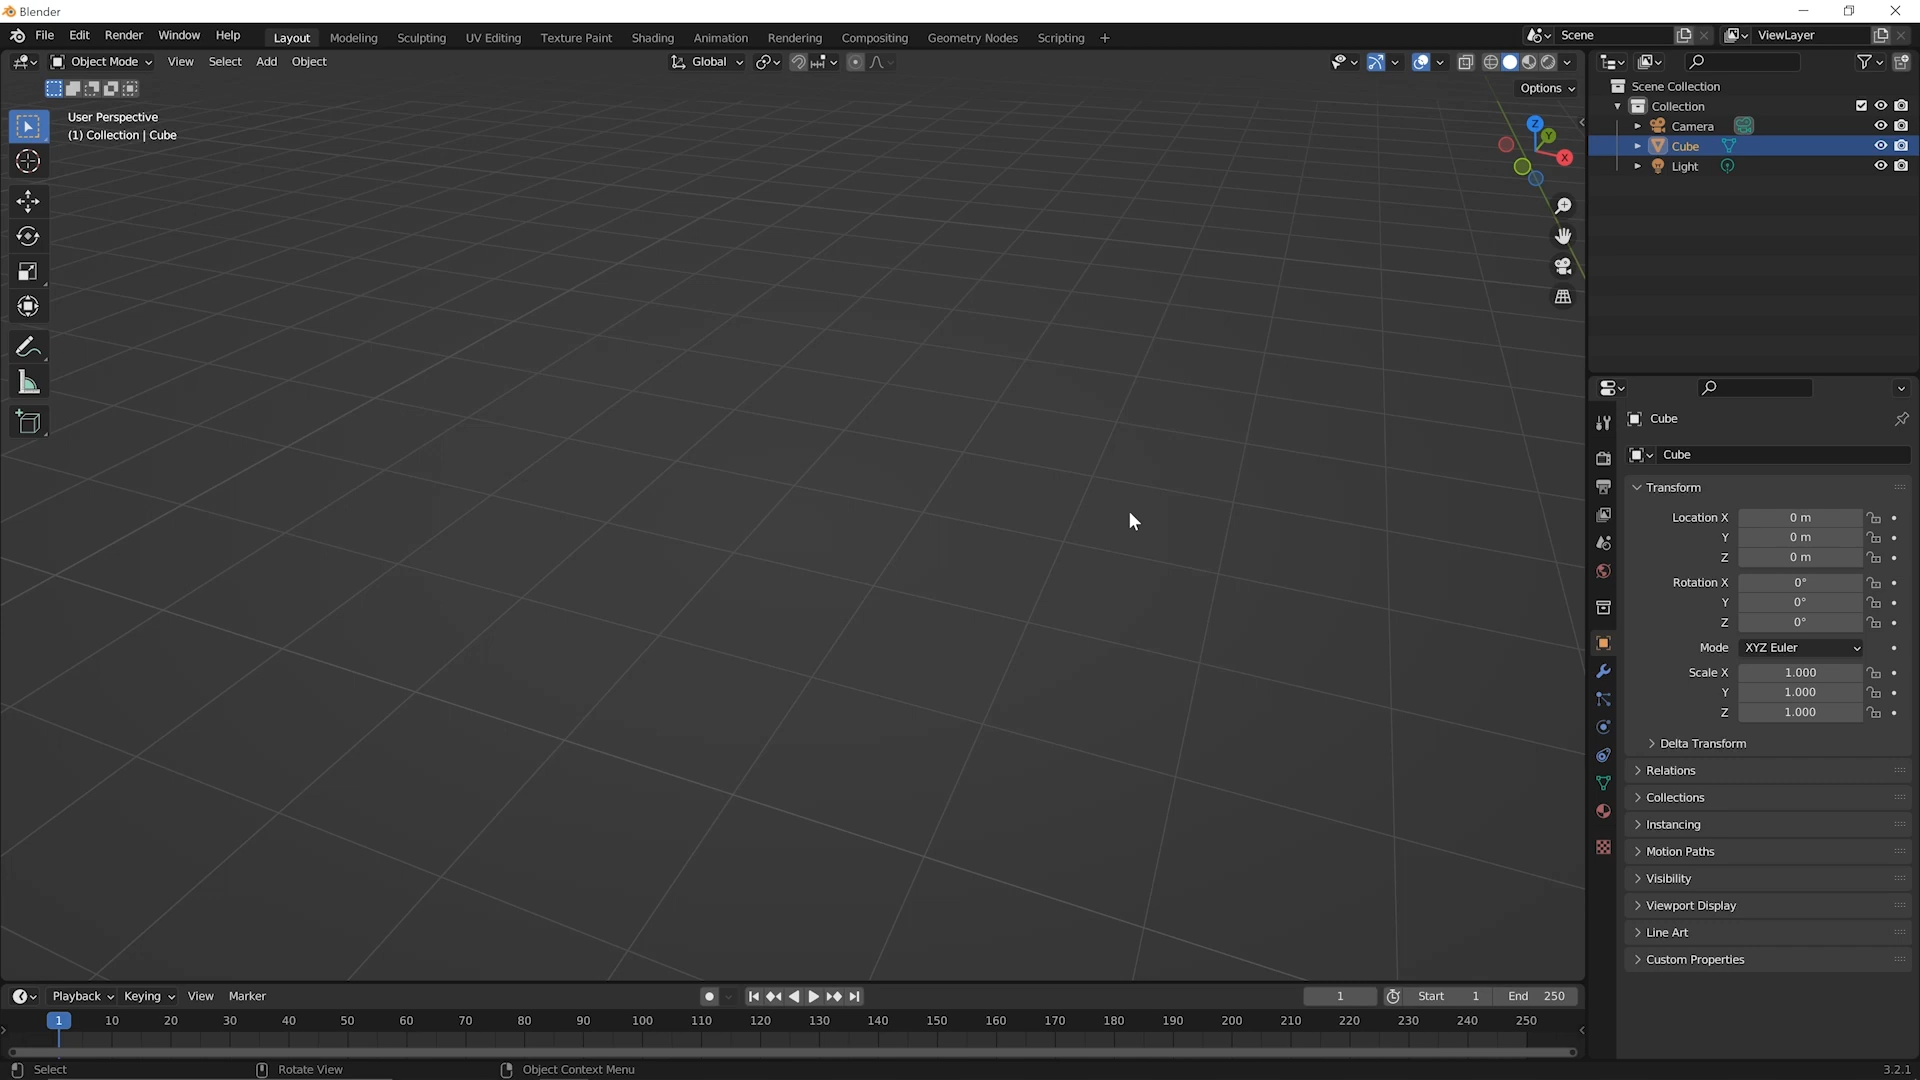 Blender
File Edit Render Window Help Layout Modeling Sculpting UV Editing Texture Paint Shading Animation Rendering Compositing Geometry Nodes Scripting + Scene ViewLayer
Object Mode View Select Add Object Global
Options
User Perspective
(1) Collection | Cube
Z
Y
X
Scene Collection
Collection
Camera
Cube
Light
Cube
Cube
Transform
Location X 0 m
Y 0 m
Z 0 m
Rotation X 0°
Y 0°
Z 0°
Mode XYZ Euler
Scale X 1.000
Y 1.000
Z 1.000
Delta Transform
Relations
Collections
Instancing
Motion Paths
Visibility
Viewport Display
Line Art
Custom Properties
Playback Keying View Marker 1 Start 1 End 250
1 10 20 30 40 50 60 70 80 90 100 110 120 130 140 150 160 170 180 190 200 210 220 230 240 250
Select Rotate View Object Context Menu 3.2.1